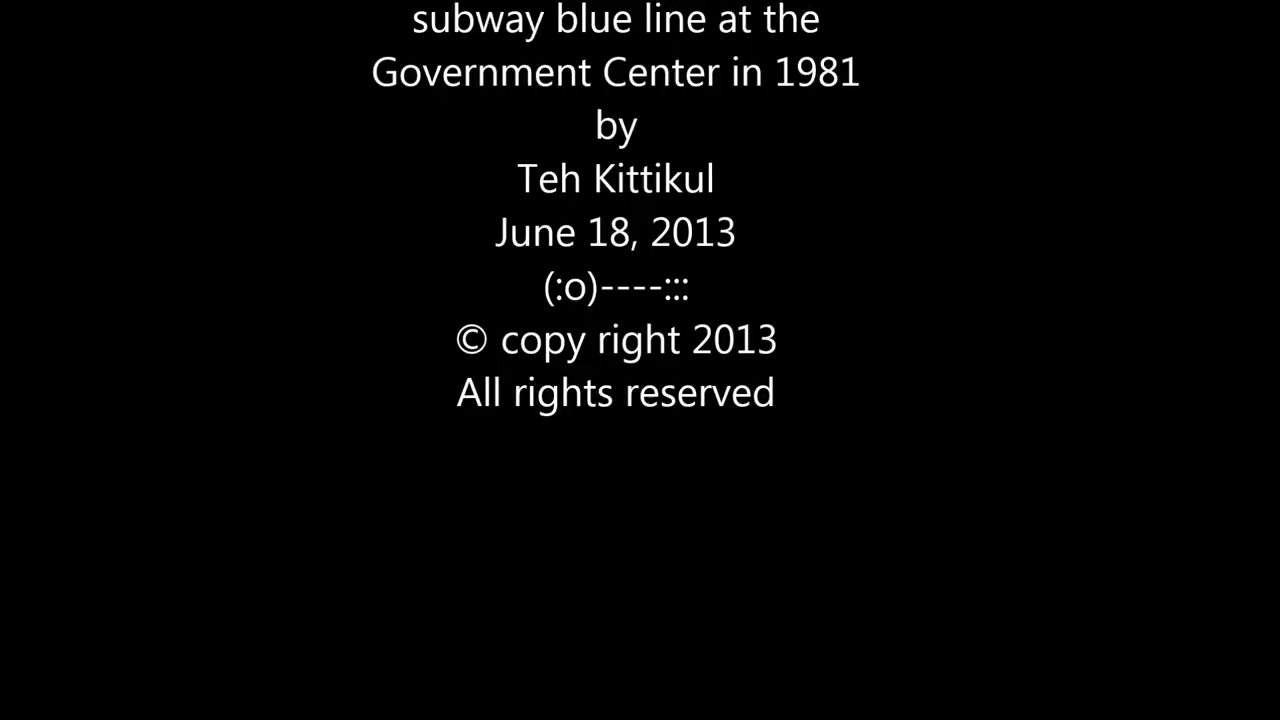 subway blue line at the
Government Center in 1981
by
Teh Kittikul
June 18, 2013
(:o)----:::
© copy right 2013
All rights reserved